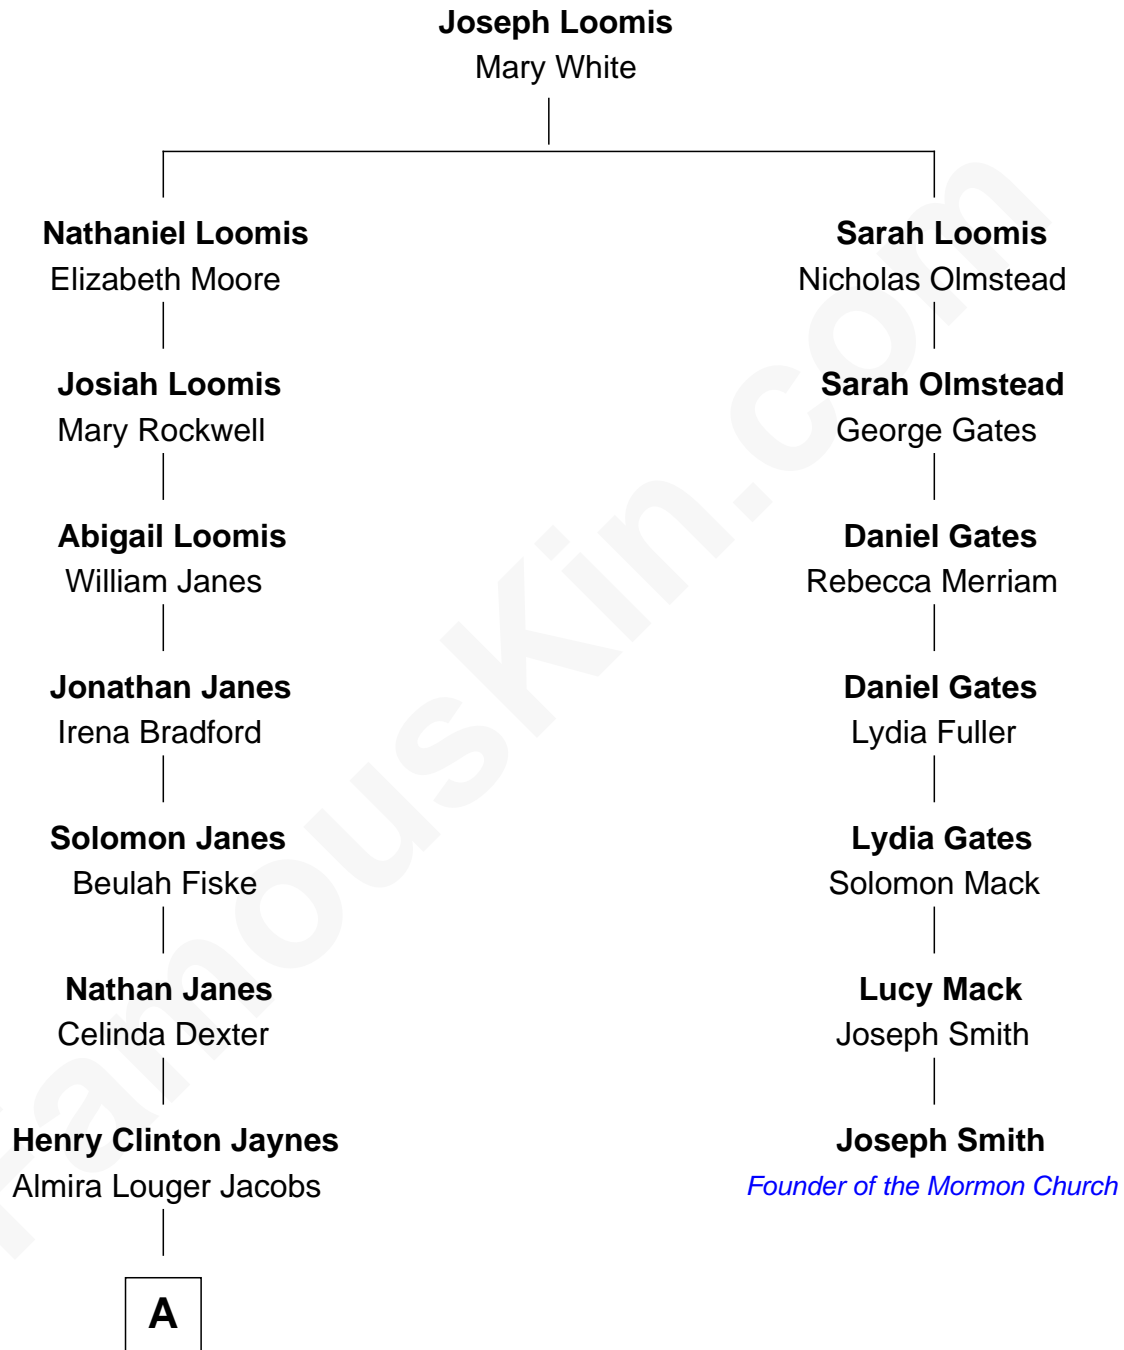 Joseph Loomis
Mary White
Nathaniel Loomis
Elizabeth Moore
Sarah Loomis
Nicholas Olmstead
Josiah Loomis
Mary Rockwell
Sarah Olmstead
George Gates
Abigail Loomis
William Janes
Daniel Gates
Rebecca Merriam
Jonathan Janes
Irena Bradford
Daniel Gates
Lydia Fuller
Solomon Janes
Beulah Fiske
Lydia Gates
Solomon Mack
Nathan Janes
Celinda Dexter
Lucy Mack
Joseph Smith
Henry Clinton Jaynes
Almira Louger Jacobs
Joseph Smith
Founder of the Mormon Church
A
FamousKin.com